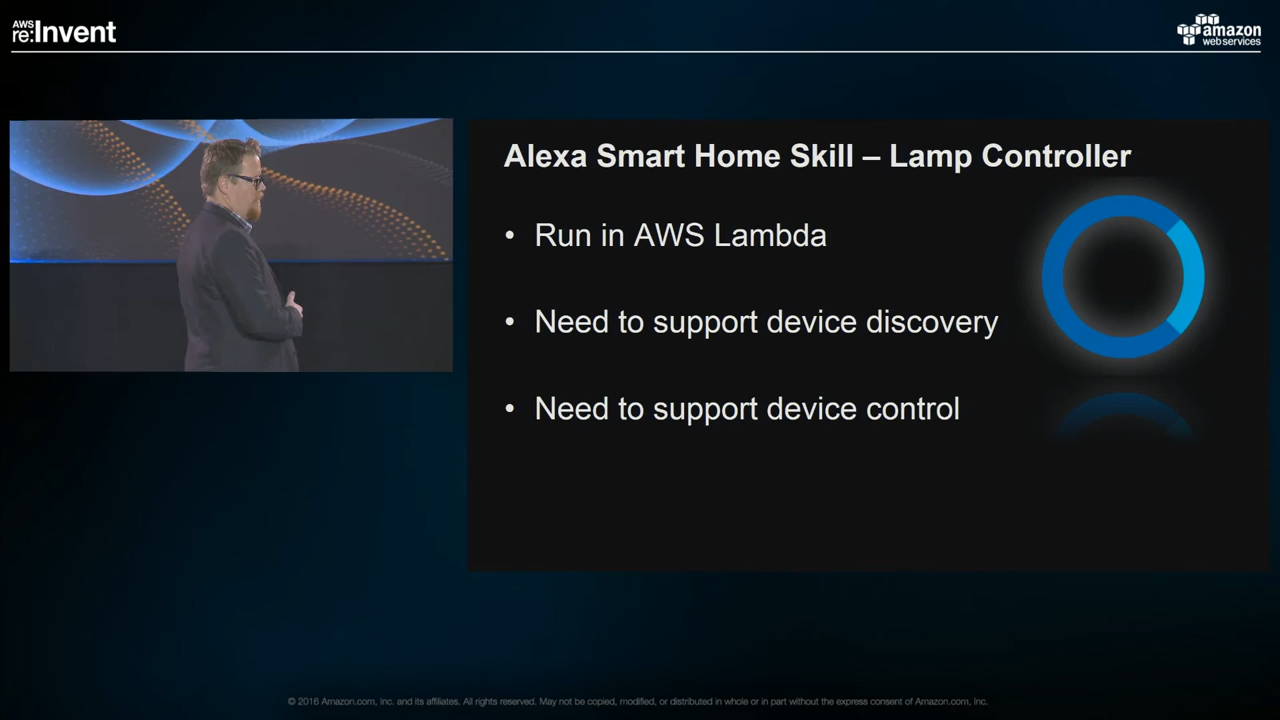 AWS
re:Invent
amazon
web services
Alexa Smart Home Skill – Lamp Controller
• Run in AWS Lambda
• Need to support device discovery
• Need to support device control
© 2016 Amazon.com, Inc. and its affiliates. All rights reserved. May not be copied, modified, or distributed in whole or in part without the express consent of Amazon.com, Inc.